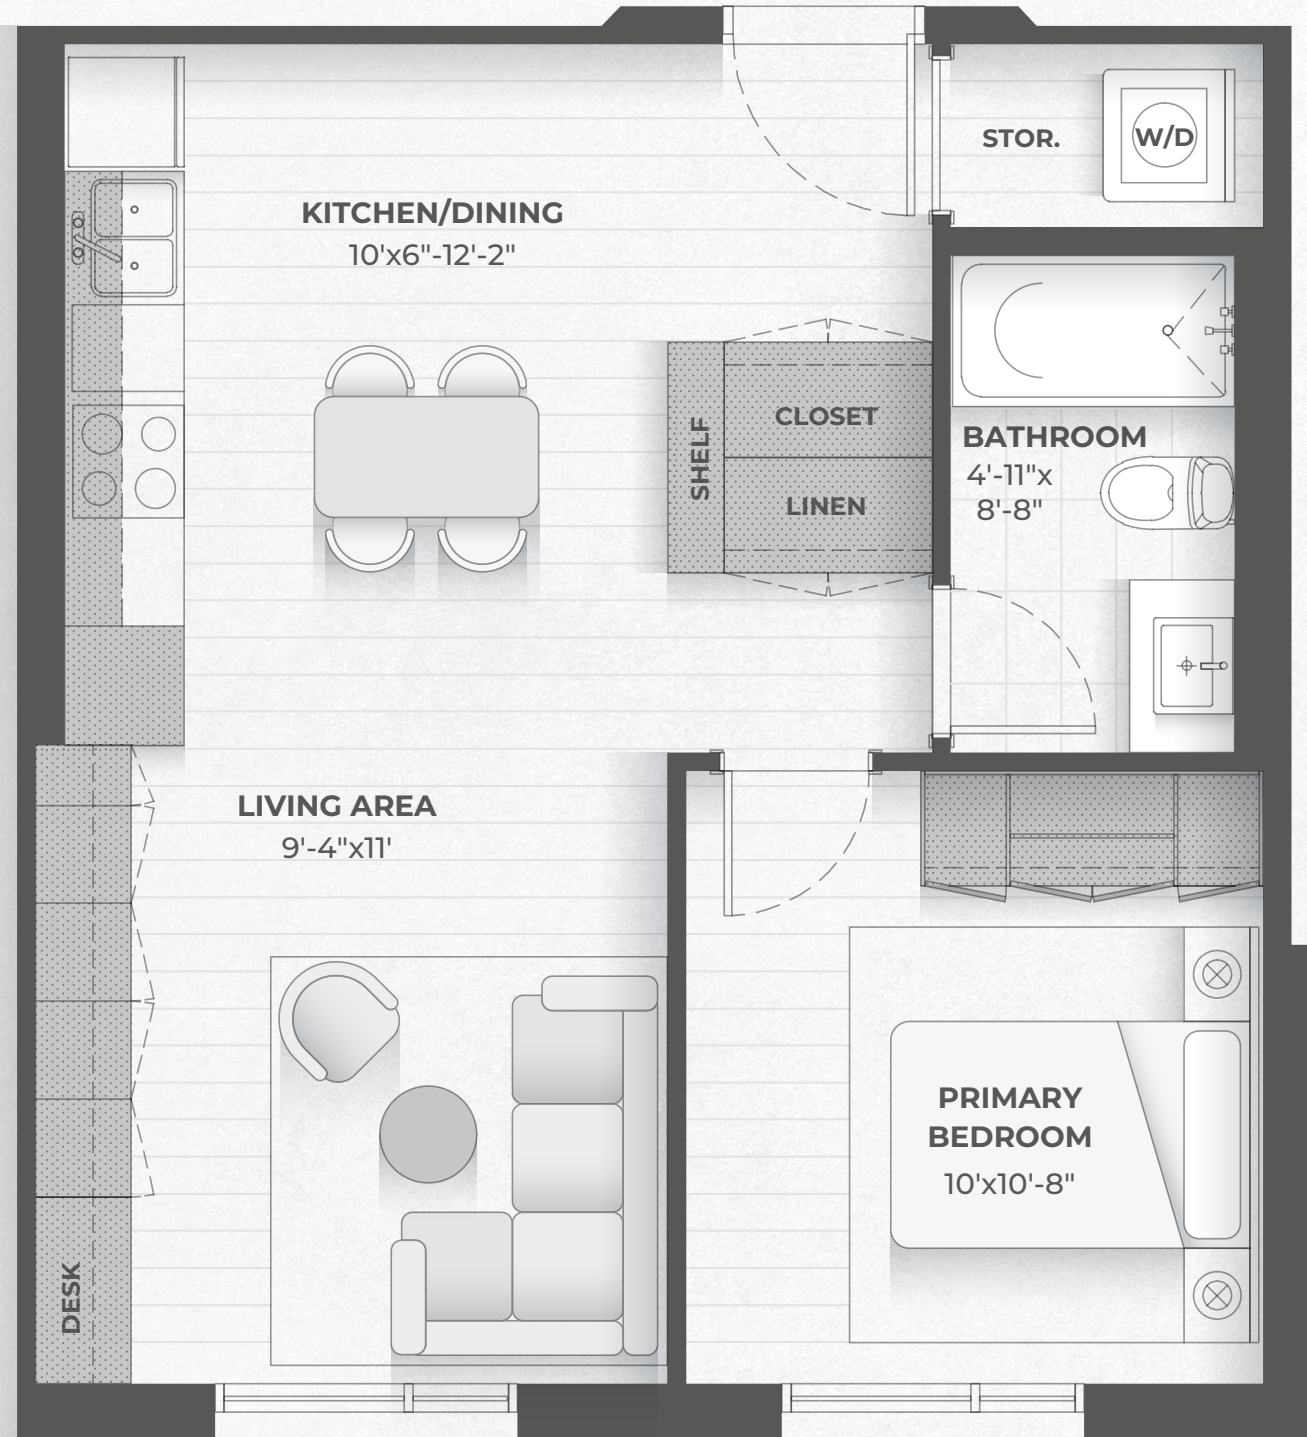 STOR.
W/D
KITCHEN/DINING
10'x6"-12'-2"
SHELF
CLOSET
LINEN
BATHROOM
4'-11"x
8'-8"
LIVING AREA
9'-4"x11'
PRIMARY
BEDROOM
10'x10'-8"
DESK